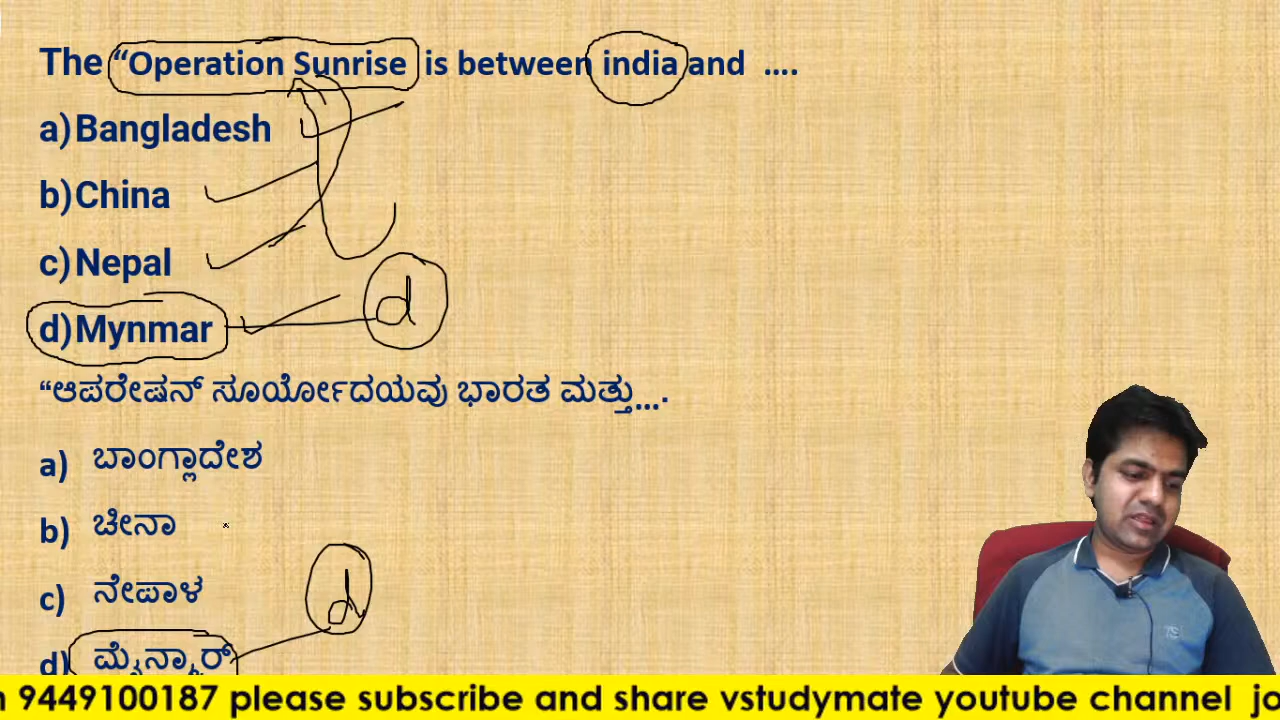 The “Operation Sunrise is between india and ....
a)Bangladesh
b)China
c)Nepal
d)Mynmar
d
“ಆಪರೇಷನ್ ಸೂರ್ಯೋದಯವು ಭಾರತ ಮತ್ತು....
a) ಬಾಂಗ್ಲಾದೇಶ
b) ಚೀನಾ
c) ನೇಪಾಳ
d
d) ಮೈನ್ಮಾರ್
9449100187 please subscribe and share vstudymate youtube channel